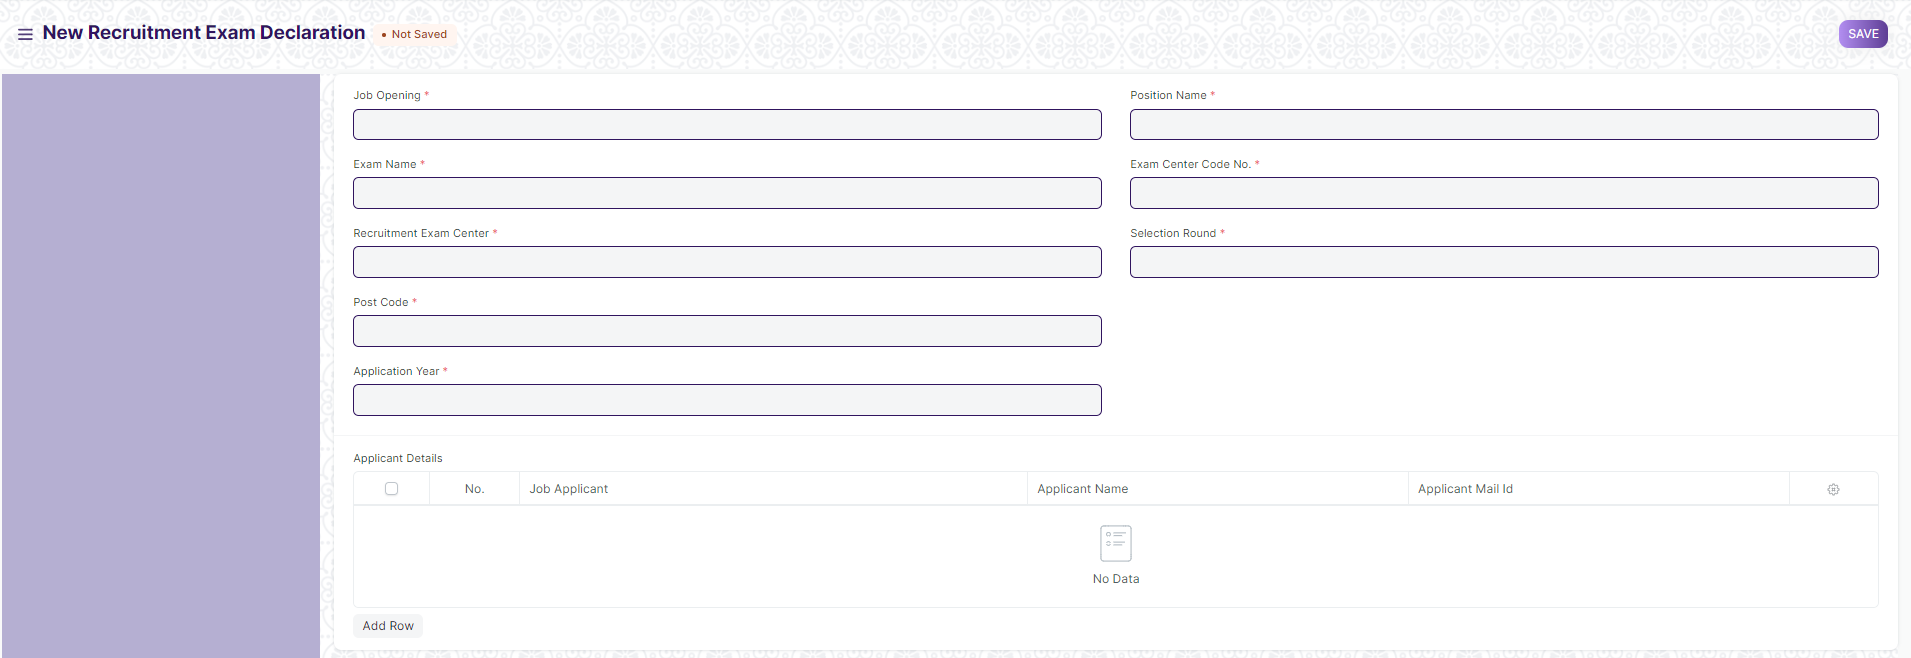 New Recruitment Exam Declaration
Not Saved
SAVE
Job Opening *
Position Name *
Exam Name *
Exam Center Code No. *
Recruitment Exam Center *
Selection Round *
Post Code *
Application Year *
Applicant Details
No.
Job Applicant
Applicant Name
Applicant Mail Id
No Data
Add Row